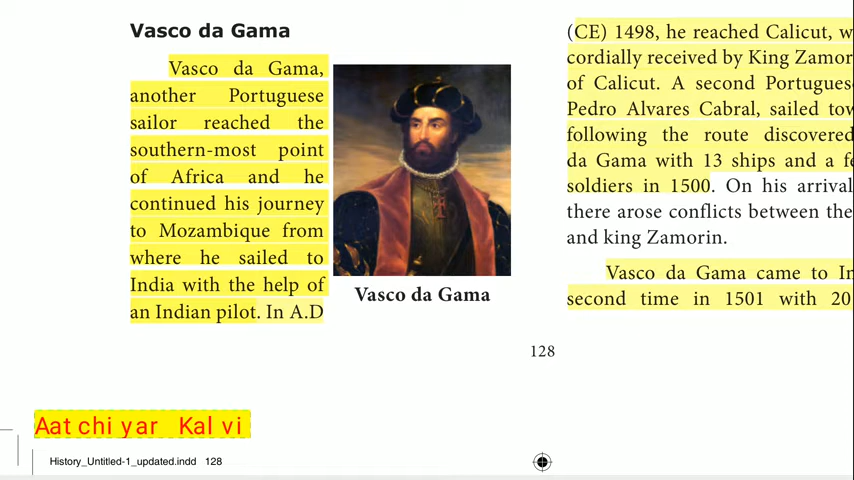 Vasco da Gama
Vasco da Gama,
another Portuguese
sailor reached the
southern-most point
of Africa and he
continued his journey
to Mozambique from
where he sailed to
India with the help of
an Indian pilot. In A.D
Vasco da Gama
(CE) 1498, he reached Calicut, w
cordially received by King Zamor
of Calicut. A second Portugues
Pedro Alvares Cabral, sailed tow
following the route discovered
da Gama with 13 ships and a fe
soldiers in 1500. On his arrival
there arose conflicts between the
and king Zamorin.
Vasco da Gama came to In
second time in 1501 with 20
128
Aatchiyar Kalvi
History_Untitled-1_updated.indd 128